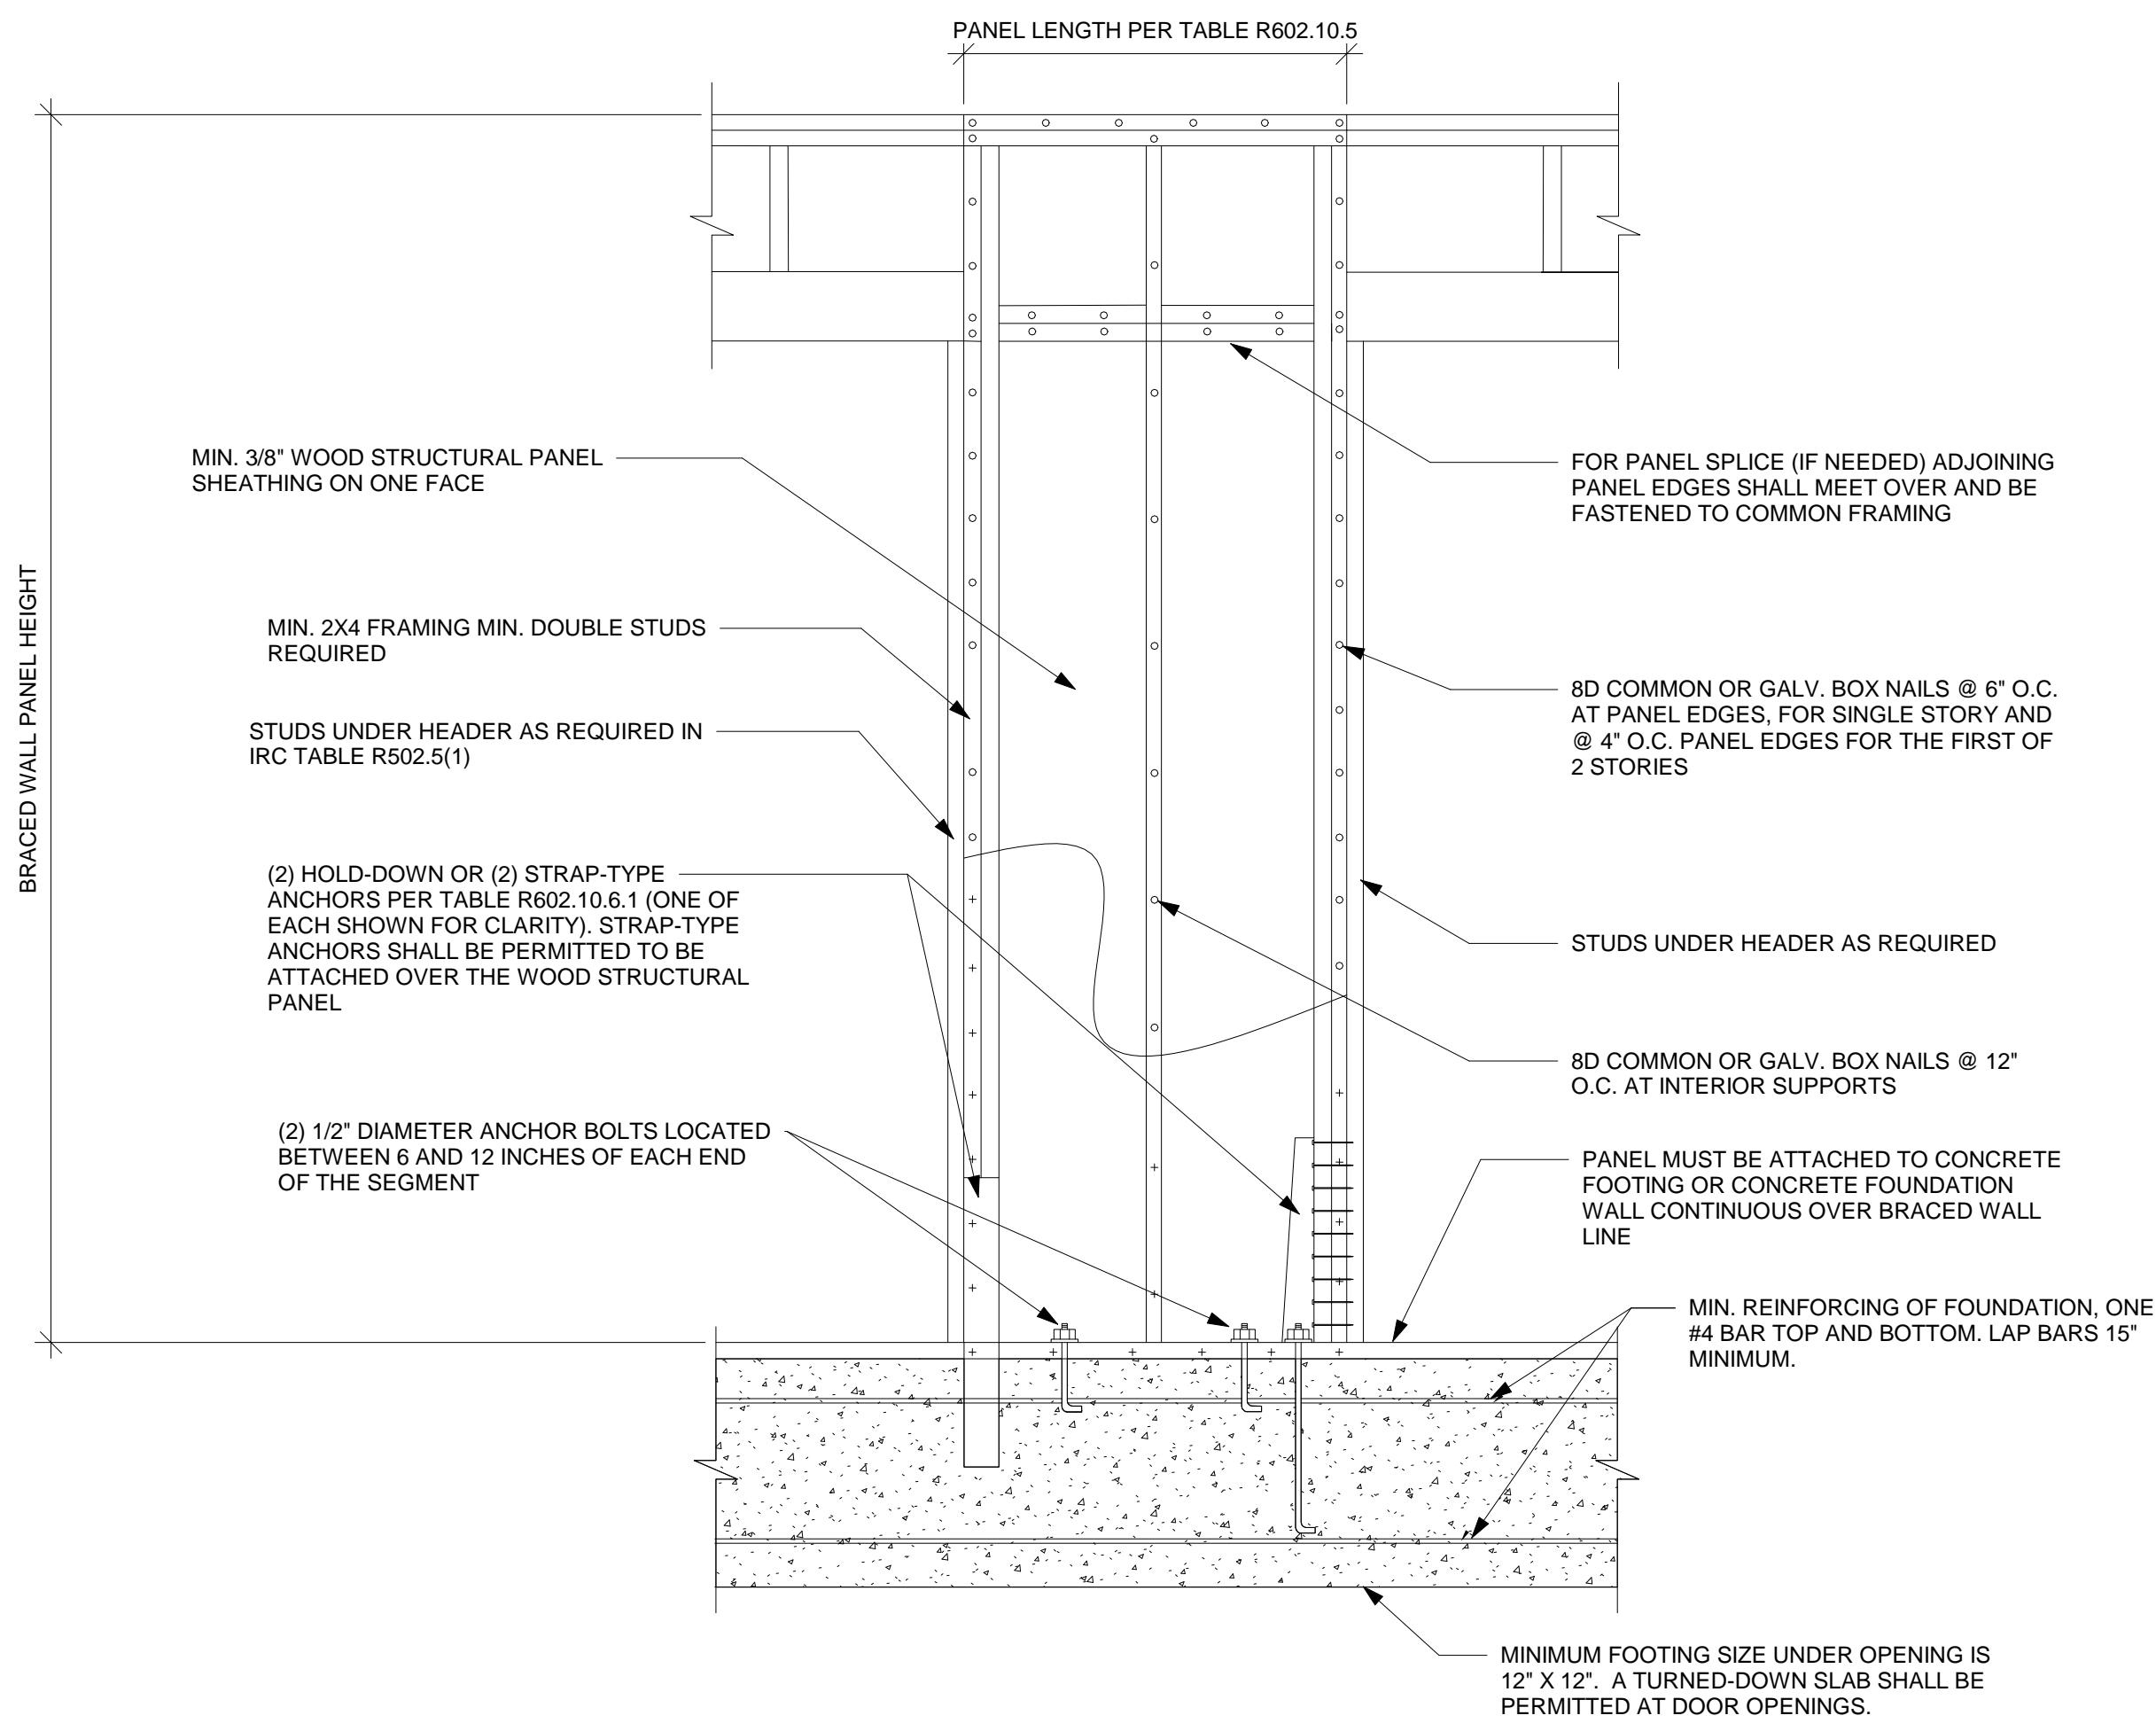 PANEL LENGTH PER TABLE R602.10.5
BRACED WALL PANEL HEIGHT
MIN. 3/8" WOOD STRUCTURAL PANEL
SHEATHING ON ONE FACE
MIN. 2X4 FRAMING MIN. DOUBLE STUDS
REQUIRED
STUDS UNDER HEADER AS REQUIRED IN
IRC TABLE R502.5(1)
(2) HOLD-DOWN OR (2) STRAP-TYPE
ANCHORS PER TABLE R602.10.6.1 (ONE OF
EACH SHOWN FOR CLARITY). STRAP-TYPE
ANCHORS SHALL BE PERMITTED TO BE
ATTACHED OVER THE WOOD STRUCTURAL
PANEL
(2) 1/2" DIAMETER ANCHOR BOLTS LOCATED
BETWEEN 6 AND 12 INCHES OF EACH END
OF THE SEGMENT
FOR PANEL SPLICE (IF NEEDED) ADJOINING
PANEL EDGES SHALL MEET OVER AND BE
FASTENED TO COMMON FRAMING
8D COMMON OR GALV. BOX NAILS @ 6" O.C.
AT PANEL EDGES, FOR SINGLE STORY AND
@ 4" O.C. PANEL EDGES FOR THE FIRST OF
2 STORIES
STUDS UNDER HEADER AS REQUIRED
8D COMMON OR GALV. BOX NAILS @ 12"
O.C. AT INTERIOR SUPPORTS
PANEL MUST BE ATTACHED TO CONCRETE
FOOTING OR CONCRETE FOUNDATION
WALL CONTINUOUS OVER BRACED WALL
LINE
MIN. REINFORCING OF FOUNDATION, ONE
#4 BAR TOP AND BOTTOM. LAP BARS 15"
MINIMUM.
MINIMUM FOOTING SIZE UNDER OPENING IS
12" X 12".  A TURNED-DOWN SLAB SHALL BE
PERMITTED AT DOOR OPENINGS.